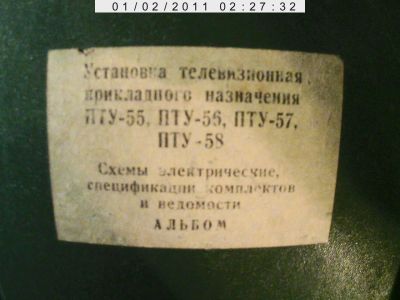 01/02/2011 02:27:32
Установка телевизионная
прикладного назначения
ПТУ-55, ПТУ-56, ПТУ-57,
ПТУ-58
Схемы электрические,
спецификации комплектов
и ведомости
АЛЬБОМ